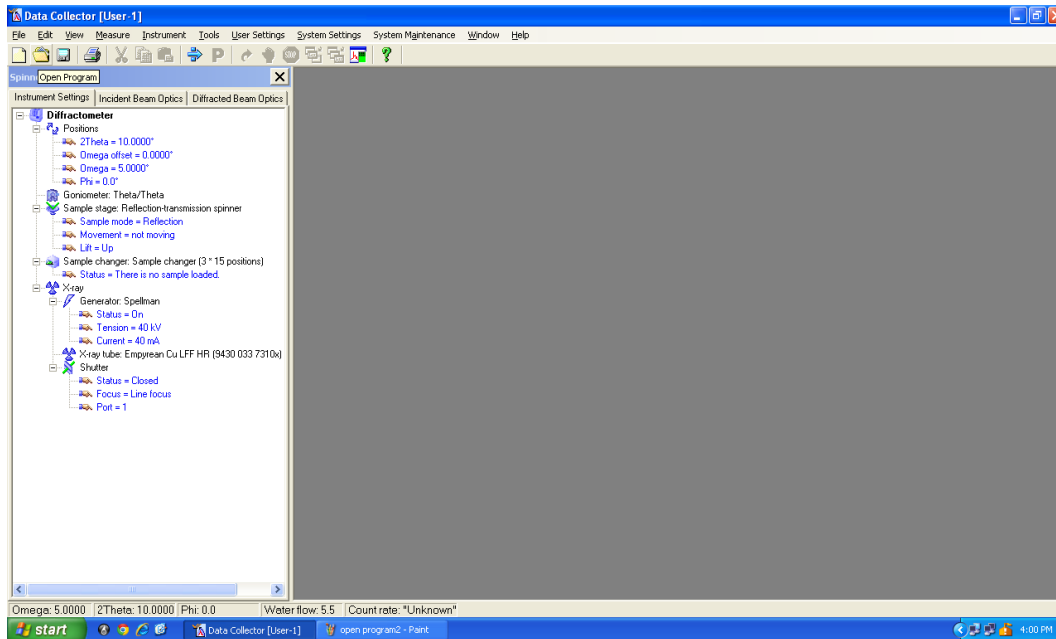 Data Collector [User-1]
File Edit View Measure Instrument Tools User Settings System Settings System Maintenance Window Help
P STOP ?
Open Program
Instrument Settings Incident Beam Optics Diffracted Beam Optics
Diffractometer
Positions
2Theta = 10.0000°
Omega offset = 0.0000°
Omega = 5.0000°
Phi = 0.0°
Goniometer: Theta/Theta
Sample stage: Reflection-transmission spinner
Sample mode = Reflection
Movement = not moving
Lift = Up
Sample changer: Sample changer (3 * 15 positions)
Status = There is no sample loaded.
X-ray
Generator: Spellman
Status = On
Tension = 40 kV
Current = 40 mA
X-ray tube: Empyrean Cu LFF HR (9430 033 7310x)
Shutter
Status = Closed
Focus = Line focus
Port = 1
Omega: 5.0000 2Theta: 10.0000 Phi: 0.0 Water flow: 5.5 Count rate: "Unknown"
start Data Collector [User-1] open program2 - Paint 4:00 PM